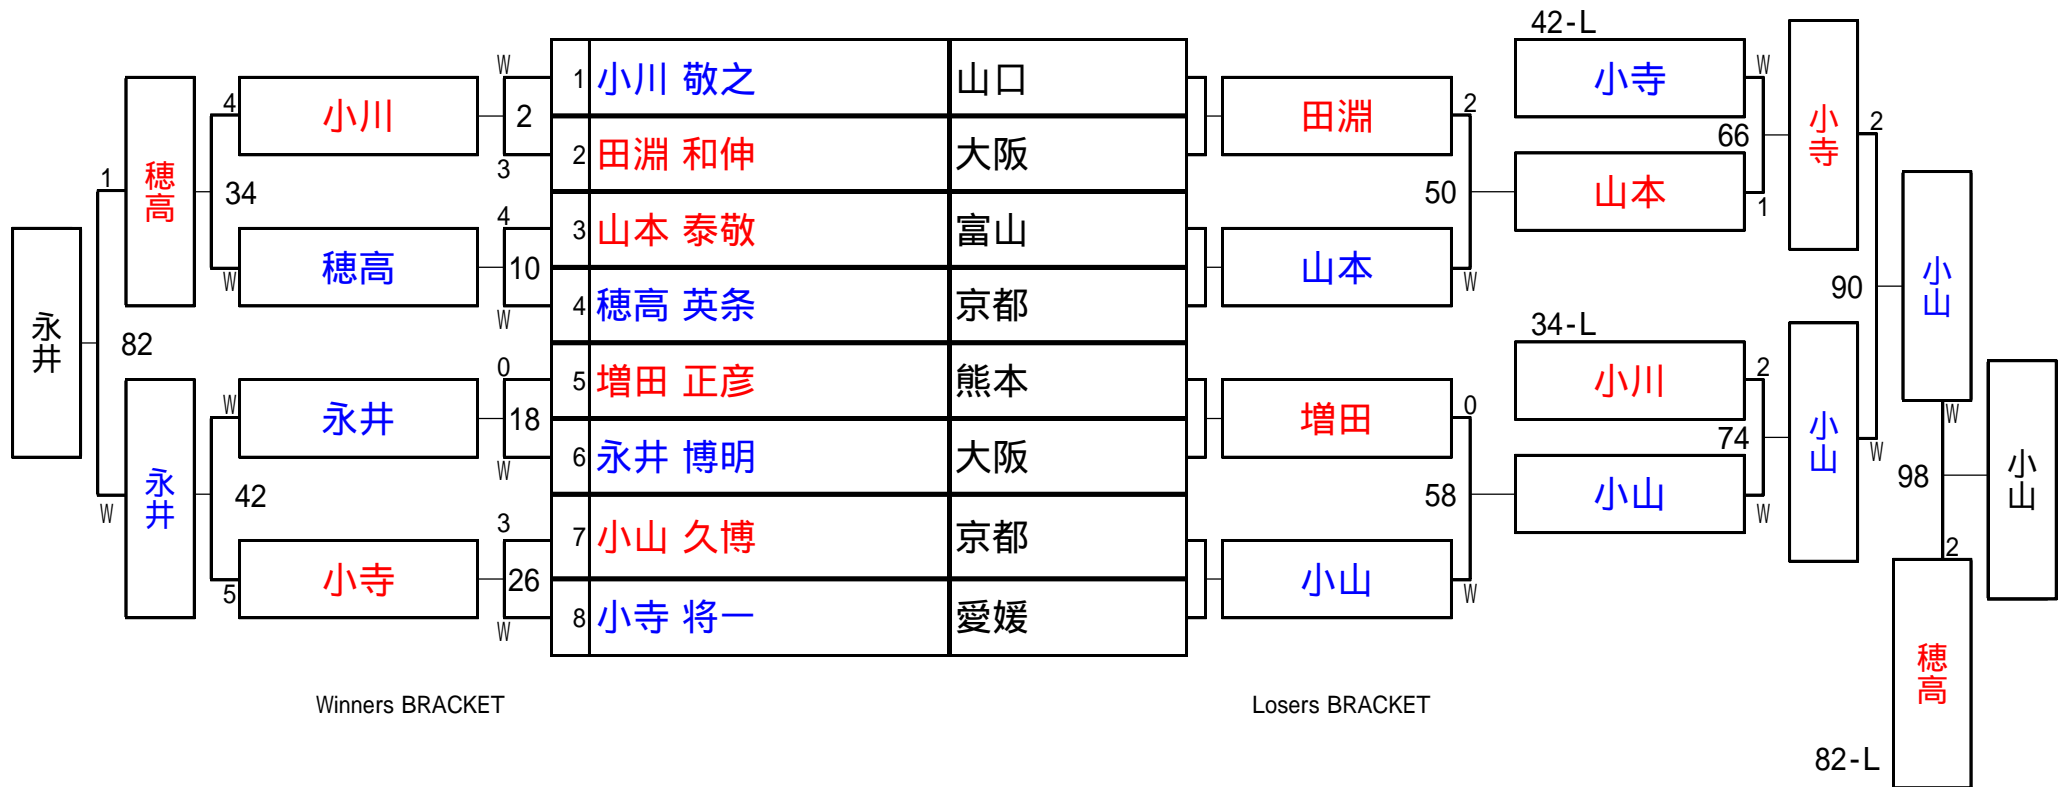 42-L
W
1 小川 敬之 山口
小寺 W
4 小川 2
田淵 2
小寺 2
66
3 2 田淵 和伸 大阪
1 穂高
34
50
山本 1
4 3 山本 泰敬 富山
永井
穂高 W
10
山本 W
小山
90
4 穂高 英条 京都
W
34-L
82
0 5 増田 正彦 熊本
小川 2
W 永井 18
増田 0
小山 W
W
74
6 永井 博明 大阪
W
永井 W
42
58
小山 W
98
小山
3 7 小山 久博 京都
5 小寺 26
小山 W
2
8 小寺 将一 愛媛
W
穂高
Winners BRACKET
Losers BRACKET
82-L